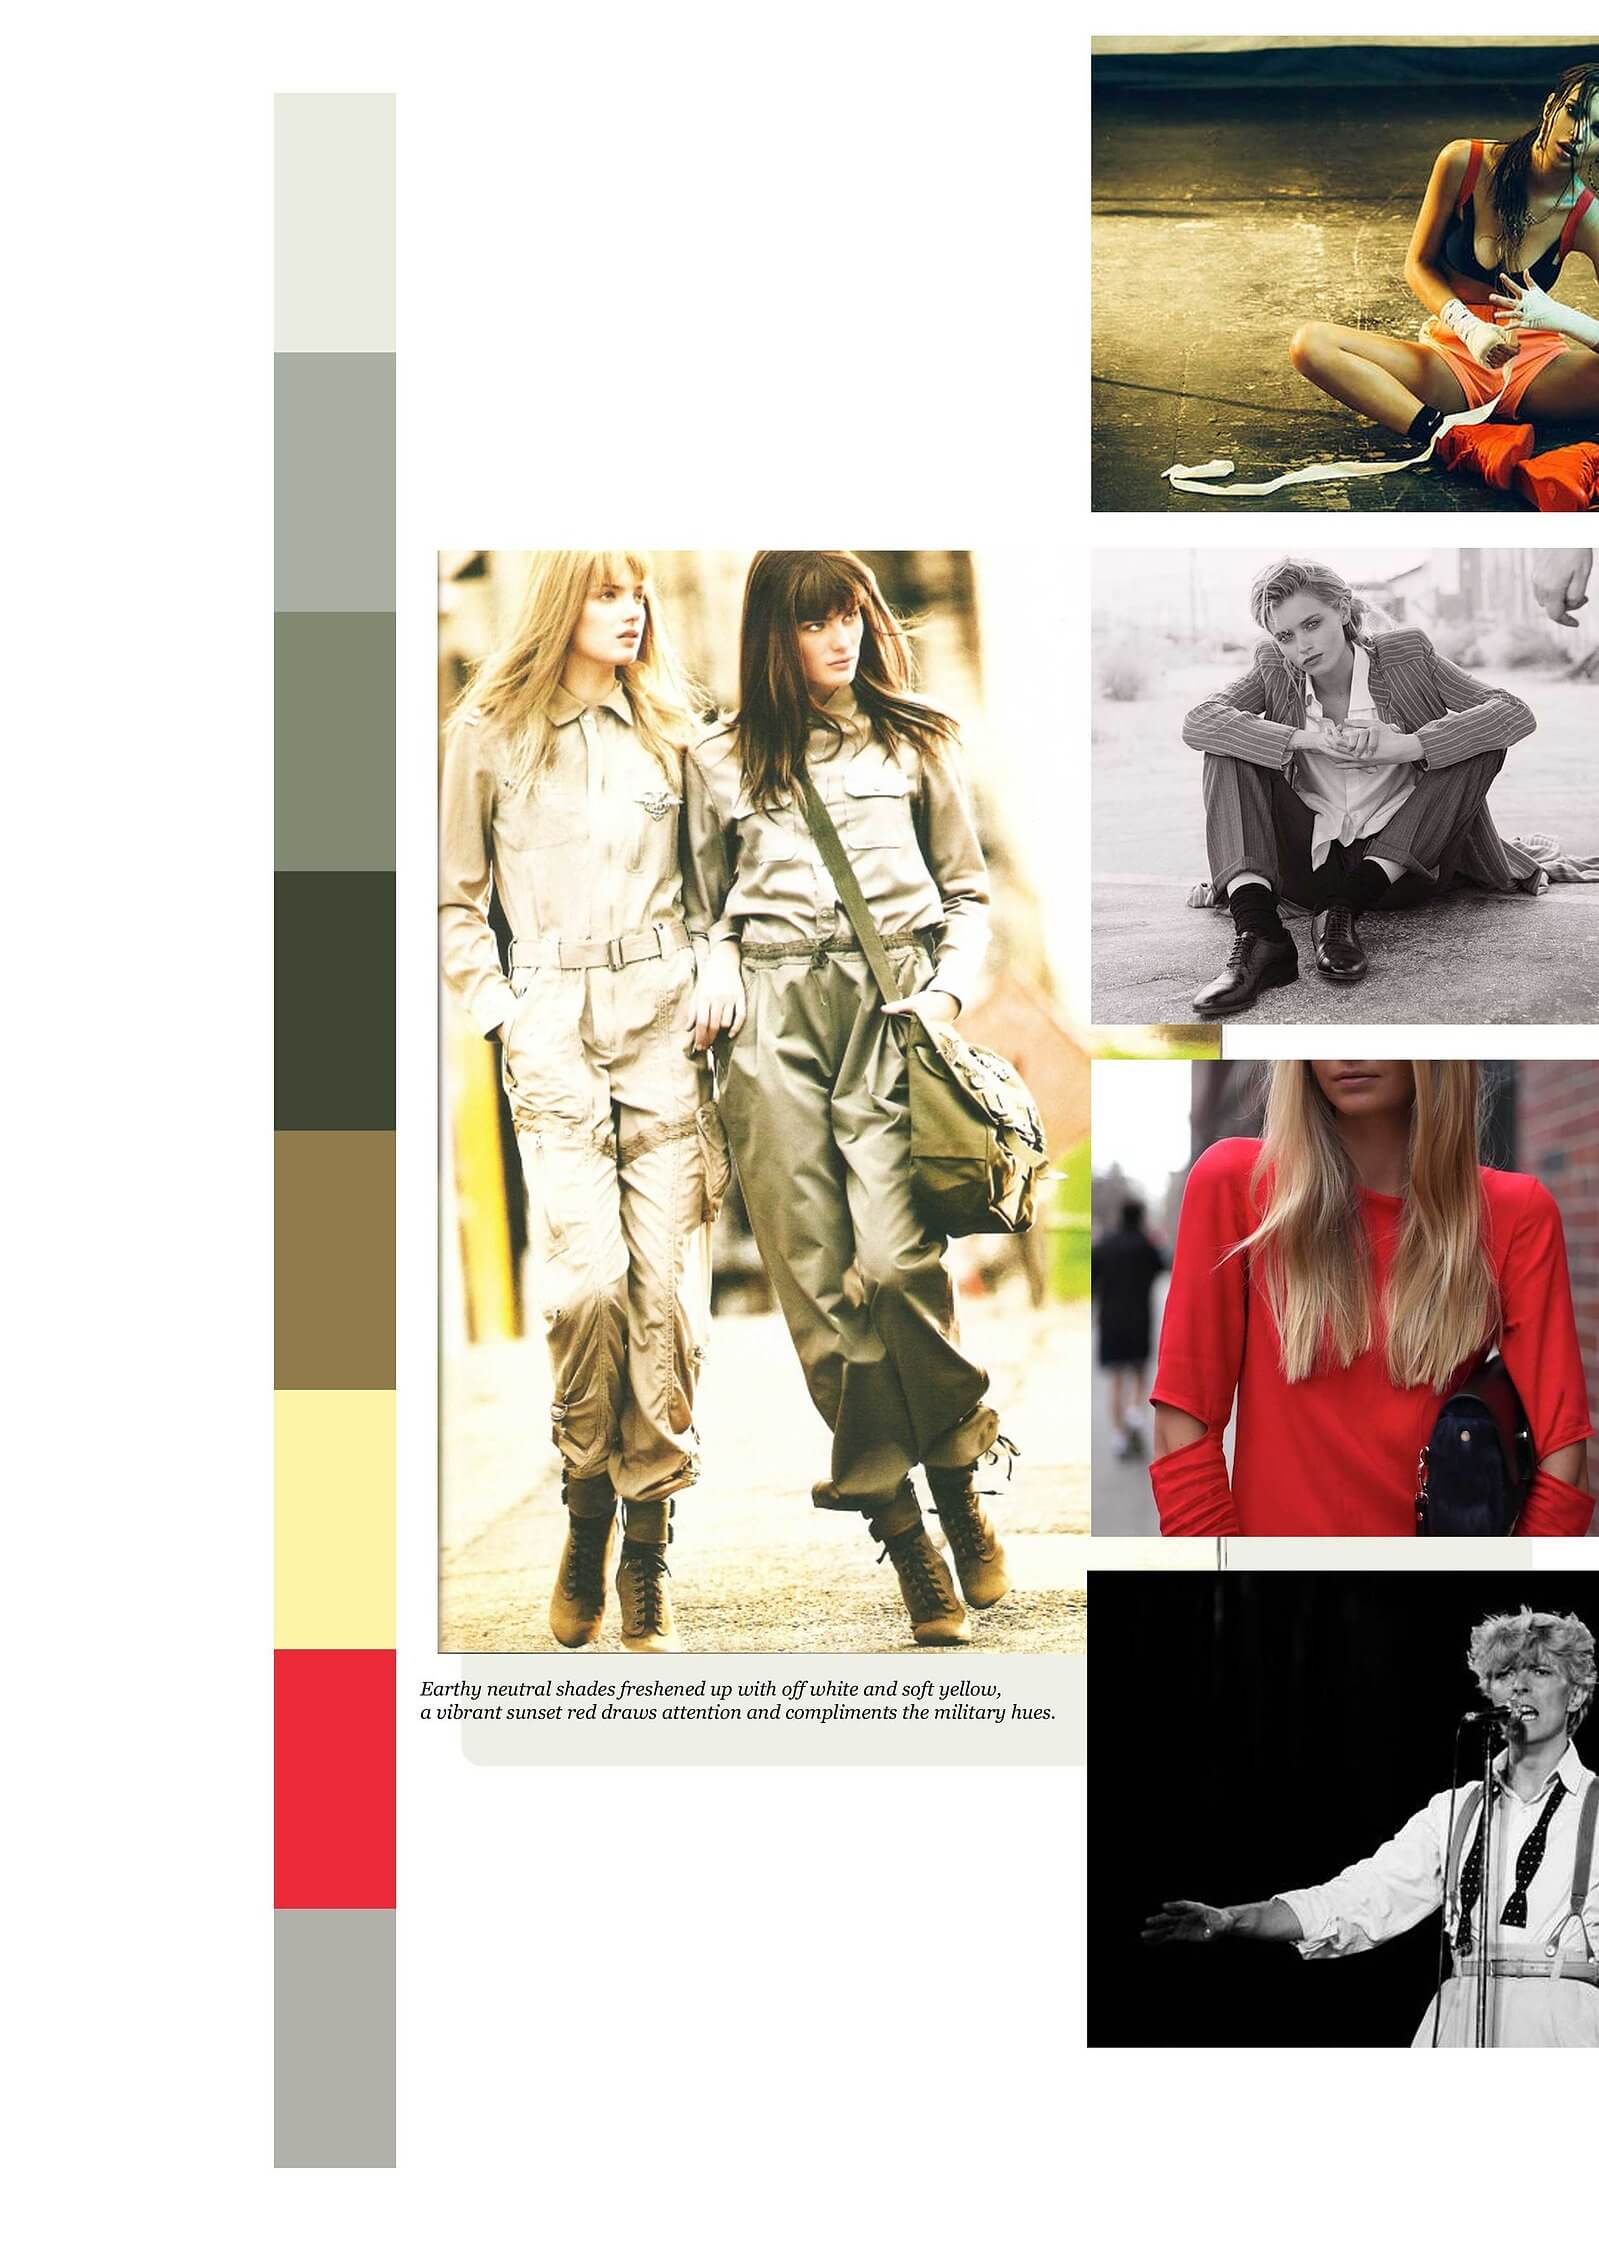 Earthy neutral shades freshened up with off white and soft yellow,
a vibrant sunset red draws attention and compliments the military hues.